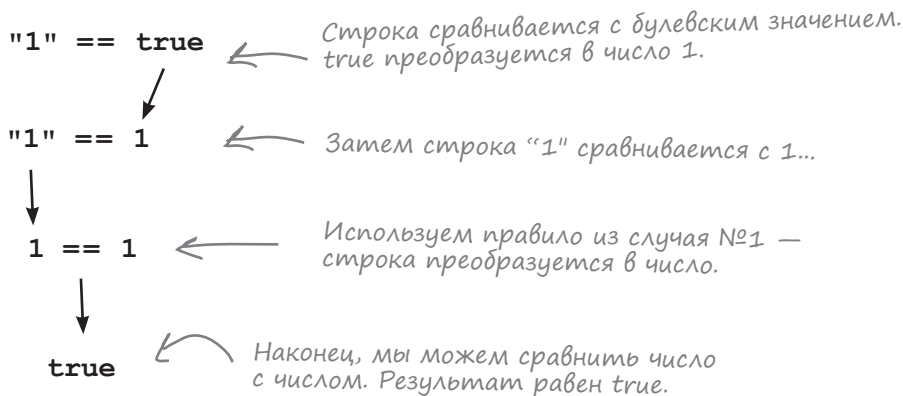 "1" == true
Строка сравнивается с булевским значением.
true преобразуется в число 1.
"1" == 1
Затем строка “1" сравнивается с 1...
1 == 1
Используем правило из случая №1 —
строка преобразуется в число.
true
Наконец, мы можем сравнить число
с числом. Результат равен true.